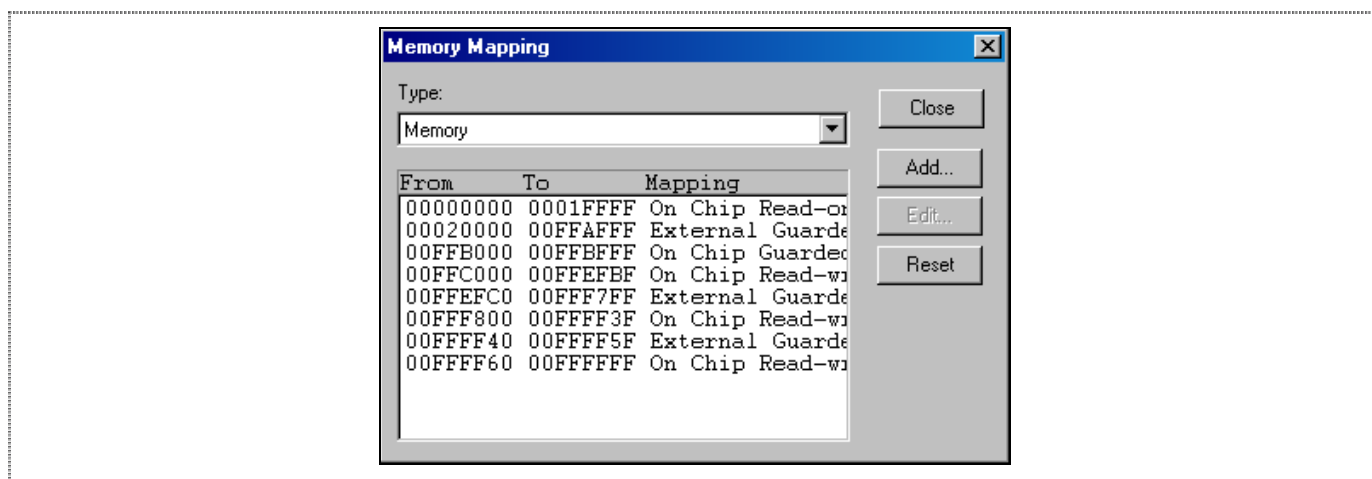 Memory Mapping
Type:
Memory
Close
Add...
Edit...
Reset
From To Mapping
00000000 0001FFFF On Chip Read-or
00020000 00FFAFFF External Guarde
00FFB000 00FFBFFF On Chip Guarded
00FFC000 00FFEFBF On Chip Read-wr
00FFEFC0 00FFF7FF External Guarde
00FFF800 00FFFF3F On Chip Read-wr
00FFFF40 00FFFF5F External Guarde
00FFFF60 00FFFFFF On Chip Read-wr